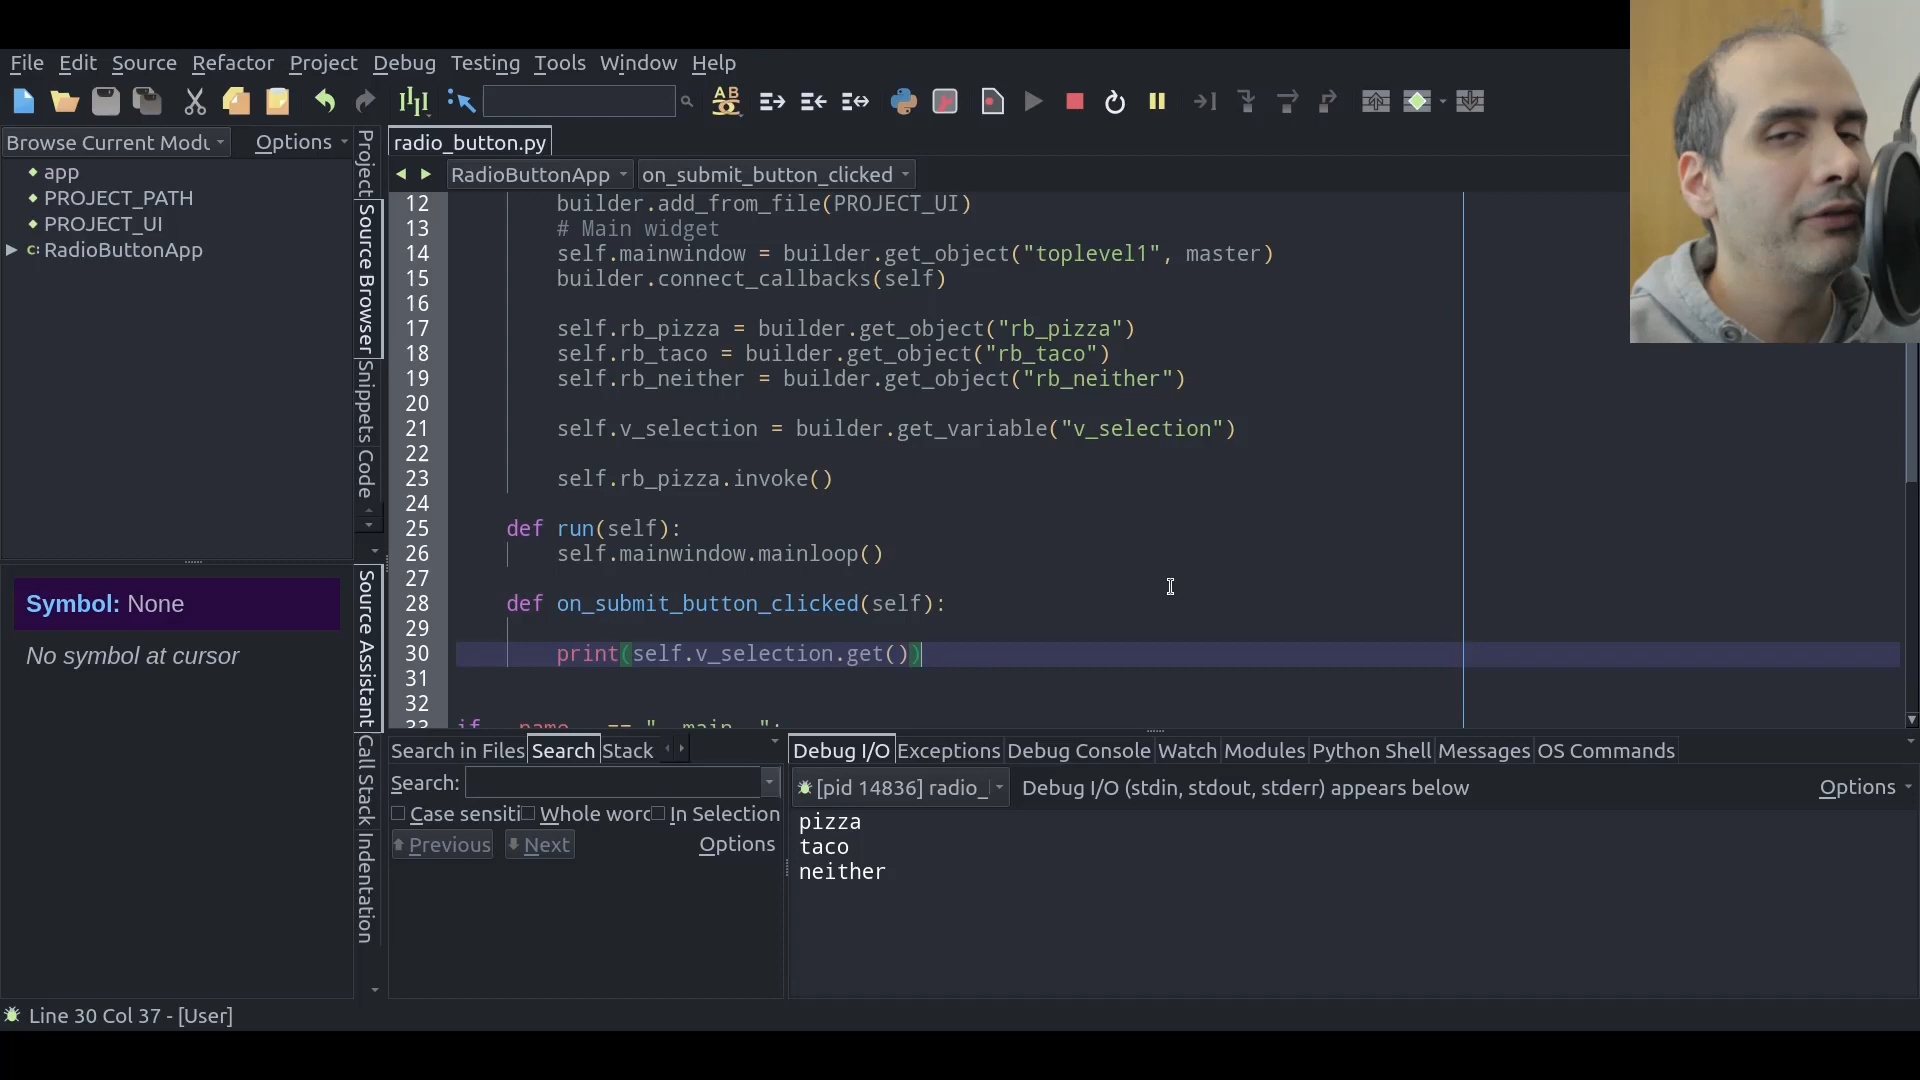 File Edit Source Refactor Project Debug Testing Tools Window Help
Browse Current Modu Options
app
PROJECT_PATH
PROJECT_UI
RadioButtonApp
Project
Source Browser
Snippets
Code
radio_button.py
RadioButtonApp on_submit_button_clicked
12 builder.add_from_file(PROJECT_UI)
13 # Main widget
14 self.mainwindow = builder.get_object("toplevel1", master)
15 builder.connect_callbacks(self)
16
17 self.rb_pizza = builder.get_object("rb_pizza")
18 self.rb_taco = builder.get_object("rb_taco")
19 self.rb_neither = builder.get_object("rb_neither")
20
21 self.v_selection = builder.get_variable("v_selection")
22
23 self.rb_pizza.invoke()
24
25 def run(self):
26 self.mainwindow.mainloop()
27
28 def on_submit_button_clicked(self):
29
30 print(self.v_selection.get())
31
32
33 if __name__ == "__main__":
Symbol: None
No symbol at cursor
Source Assistant
Call Stack
Indentation
Search in Files Search Stack
Search:
Case sensiti Whole word In Selection
Previous Next Options
Debug I/O Exceptions Debug Console Watch Modules Python Shell Messages OS Commands
[pid 14836] radio_ Debug I/O (stdin, stdout, stderr) appears below Options
pizza
taco
neither
Line 30 Col 37 - [User]